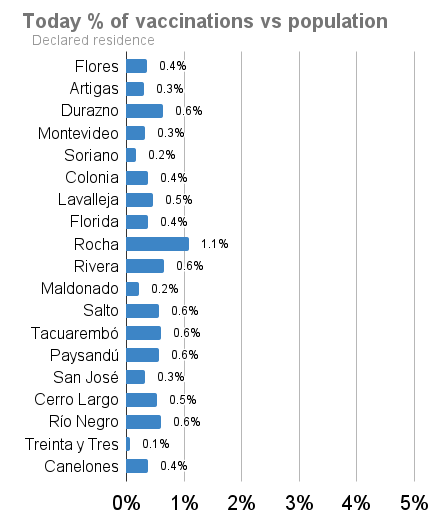 Today % of vaccinations vs population
Declared residence
Flores 0.4%
Artigas 0.3%
Durazno 0.6%
Montevideo 0.3%
Soriano 0.2%
Colonia 0.4%
Lavalleja 0.5%
Florida 0.4%
Rocha 1.1%
Rivera 0.6%
Maldonado 0.2%
Salto 0.6%
Tacuarembó 0.6%
Paysandú 0.6%
San José 0.3%
Cerro Largo 0.5%
Río Negro 0.6%
Treinta y Tres 0.1%
Canelones 0.4%
0% 1% 2% 3% 4% 5%